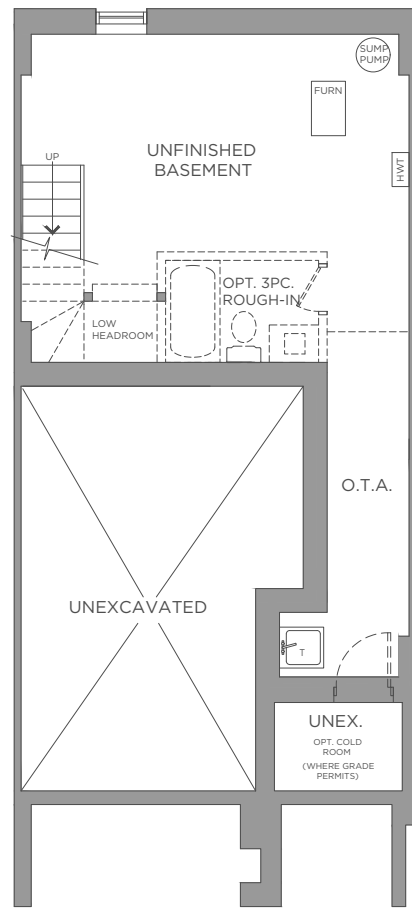 SUMP
PUMP
FURN
UNFINISHED
BASEMENT
UP
HWT
OPT. 3PC.
ROUGH-IN
LOW
HEADROOM
O.T.A.
UNEXCAVATED
T
UNEX.
OPT. COLD
ROOM
(WHERE GRADE
PERMITS)